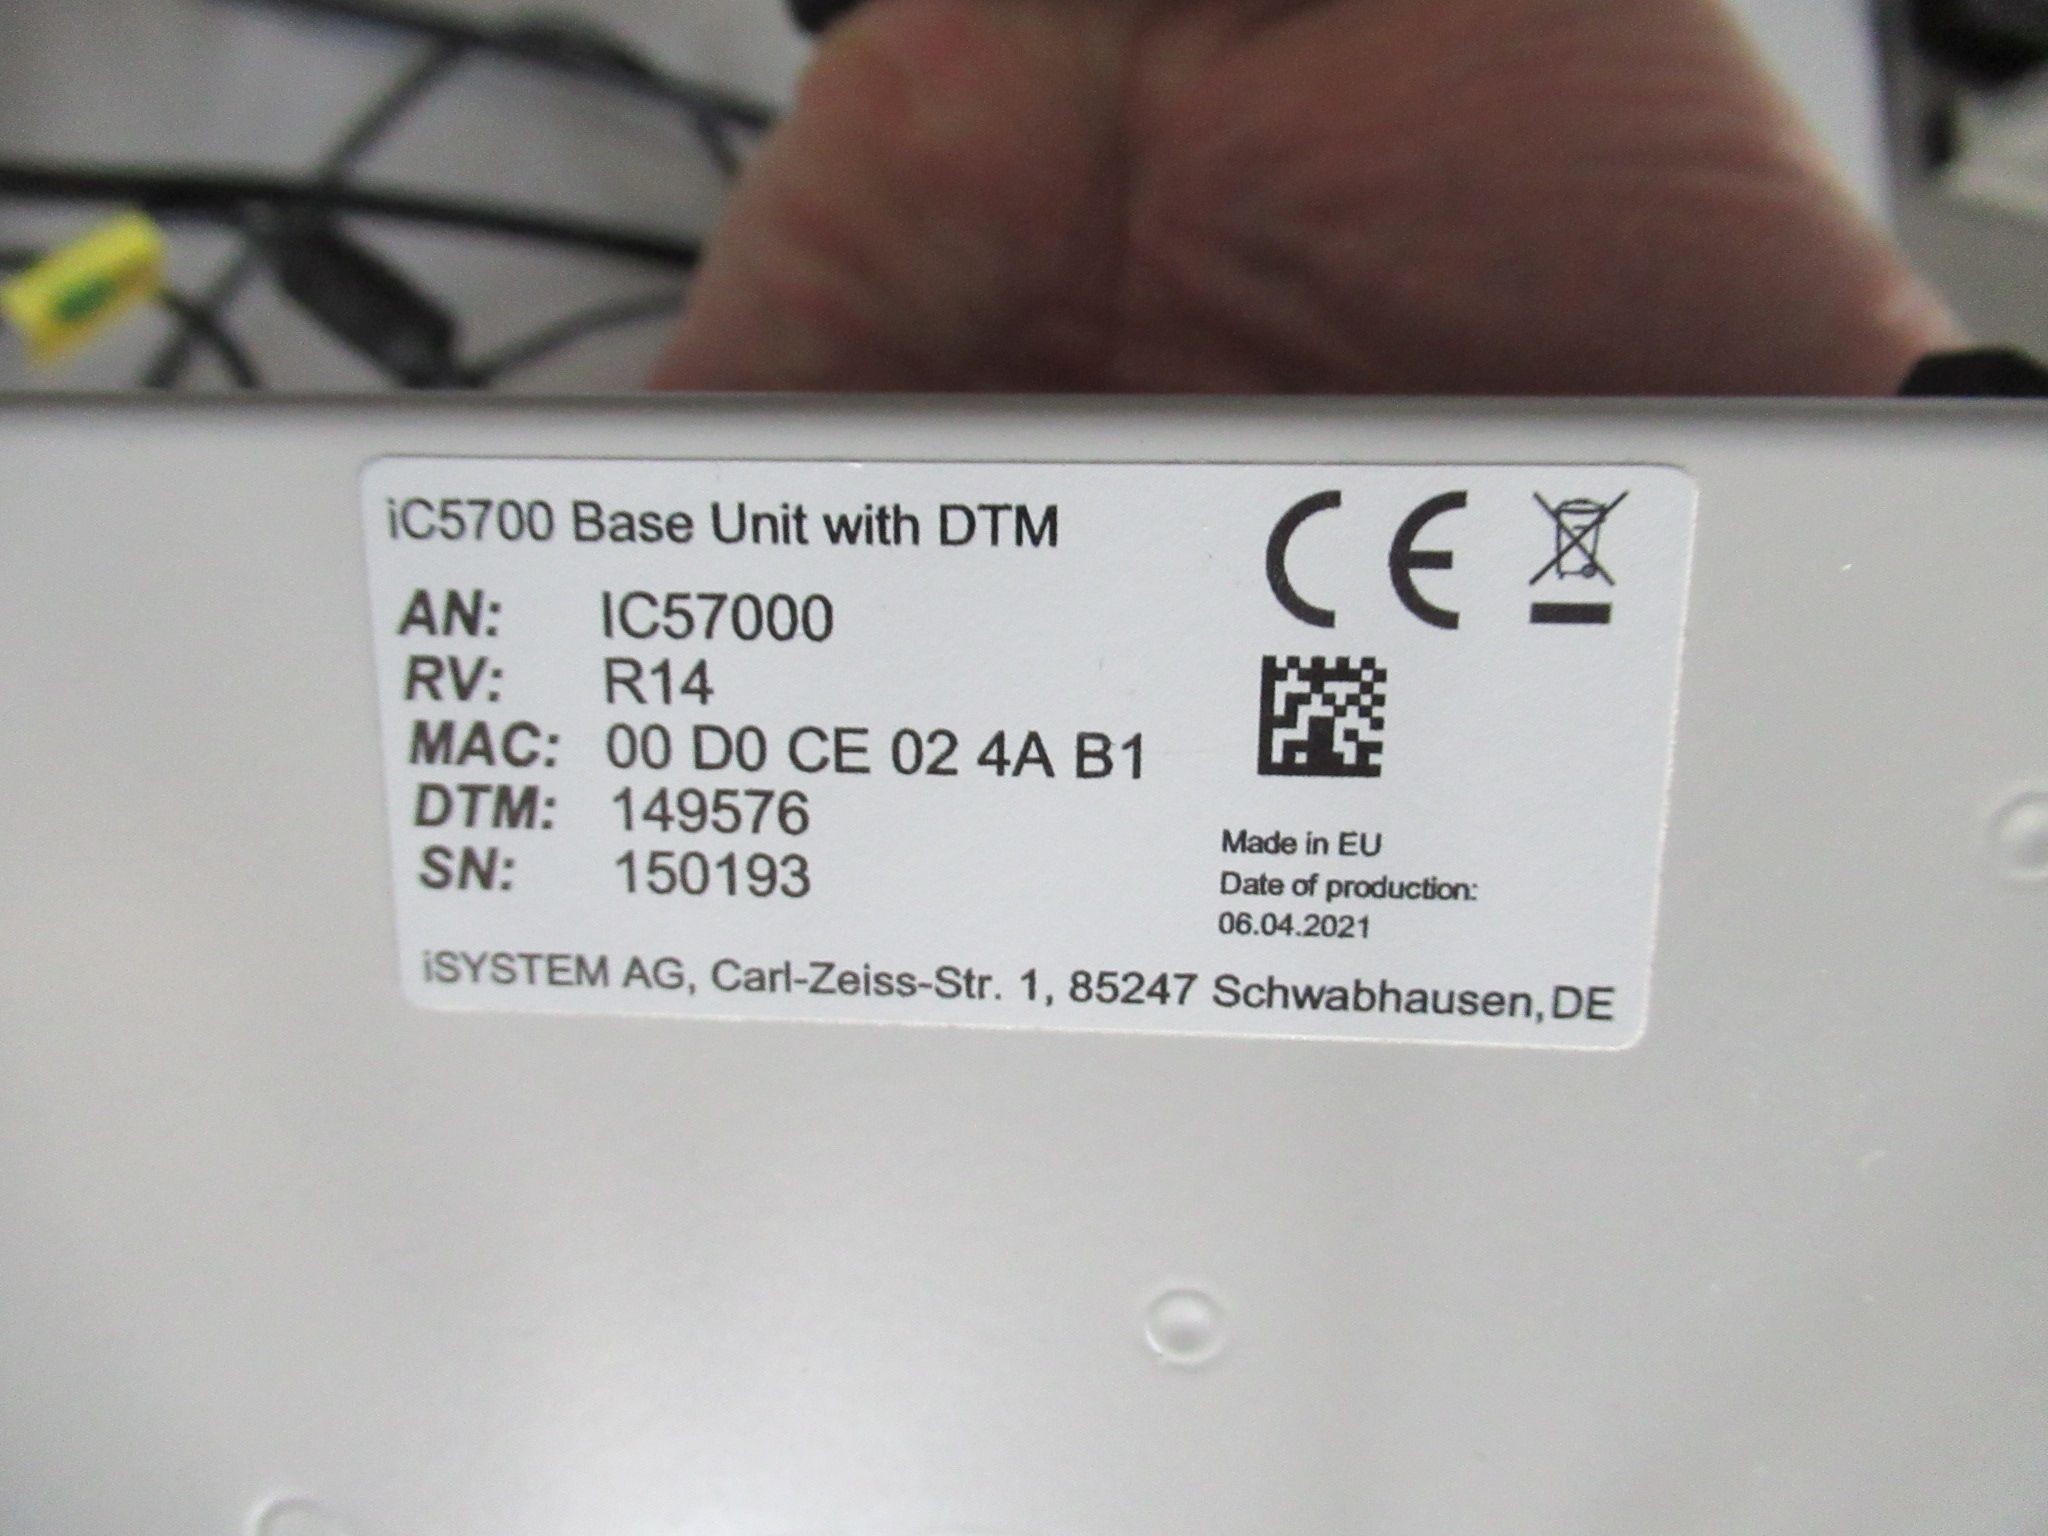 iC5700 Base Unit with DTM
CE
AN: IC57000
RV: R14
MAC: 00 D0 CE 02 4A B1
DTM: 149576
SN: 150193
Made in EU
Date of production:
06.04.2021
iSYSTEM AG, Carl-Zeiss-Str. 1, 85247 Schwabhausen, DE